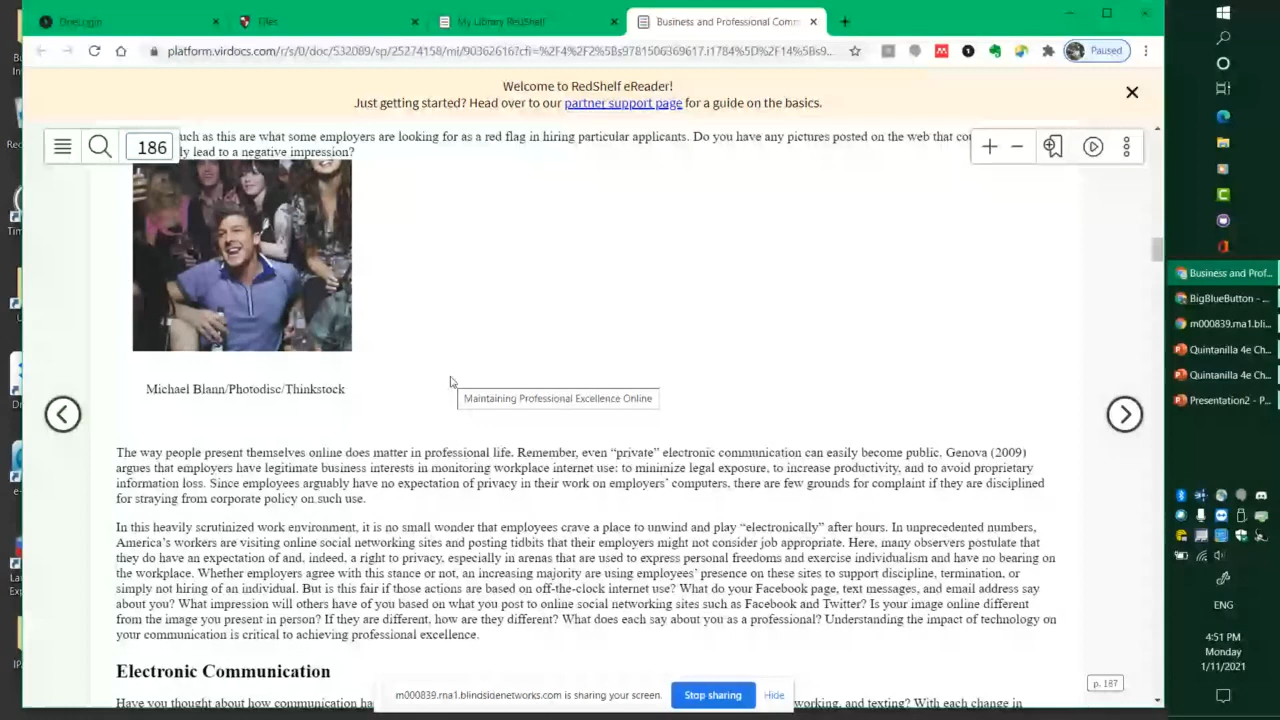 OneLogin
Files
My Library RedShelf
Business and Professional Comm
Paused
platform.virdocs.com/r/s/0/doc/532089/sp/25274158/mi/90362616?cfi=%2F4%2F2%5Bs9781506369617.i1784%5D%2F14%5Bs9...
Welcome to RedShelf eReader!
Just getting started? Head over to our partner support page for a guide on the basics.
uch as this are what some employers are looking for as a red flag in hiring particular applicants. Do you have any pictures posted on the web that co
186
ly lead to a negative impression?
Michael Blann/Photodisc/Thinkstock
Maintaining Professional Excellence Online
The way people present themselves online does matter in professional life. Remember, even “private” electronic communication can easily become public. Genova (2009)
argues that employers have legitimate business interests in monitoring workplace internet use: to minimize legal exposure, to increase productivity, and to avoid proprietary
information loss. Since employees arguably have no expectation of privacy in their work on employers’ computers, there are few grounds for complaint if they are disciplined
for straying from corporate policy on such use.
In this heavily scrutinized work environment, it is no small wonder that employees crave a place to unwind and play “electronically” after hours. In unprecedented numbers,
America’s workers are visiting online social networking sites and posting tidbits that their employers might not consider job appropriate. Here, many observers postulate that
they do have an expectation of and, indeed, a right to privacy, especially in arenas that are used to express personal freedoms and exercise individualism and have no bearing on
the workplace. Whether employers agree with this stance or not, an increasing majority are using employees’ presence on these sites to support discipline, termination, or
simply not hiring of an individual. But is this fair if those actions are based on off-the-clock internet use? What do your Facebook page, text messages, and email address say
about you? What impression will others have of you based on what you post to online social networking sites such as Facebook and Twitter? Is your image online different
from the image you present in person? If they are different, how are they different? What does each say about you as a professional? Understanding the impact of technology on
your communication is critical to achieving professional excellence.
Electronic Communication
p. 187
m000839.rna1.blindsidenetworks.com is sharing your screen.
Stop sharing
Hide
Have you thought about how communication ha
working, and texting? With each change in
Business and Prof...
BigBlueButton - ...
m000839.rna1.bli...
Quintanilla 4e Ch...
Quintanilla 4e Ch...
Presentation2 - P...
ENG
4:51 PM
Monday
1/11/2021